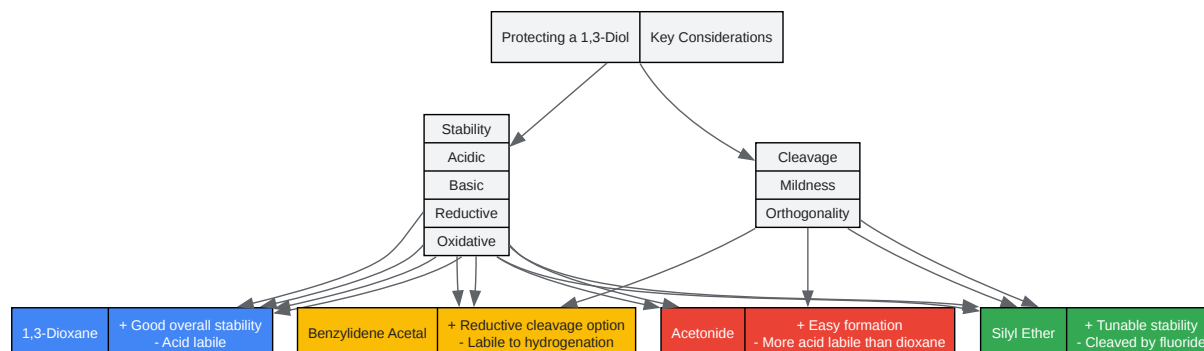 Protecting a 1,3-Diol
Key Considerations
Stability
Acidic
Basic
Reductive
Oxidative
Cleavage
Mildness
Orthogonality
1,3-Dioxane
+ Good overall stability
- Acid labile
Benzylidene Acetal
+ Reductive cleavage option
- Labile to hydrogenation
Acetonide
+ Easy formation
- More acid labile than dioxane
Silyl Ether
+ Tunable stability
- Cleaved by fluoride